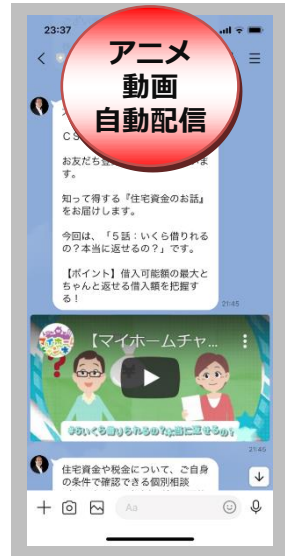 23:37
アニメ
動画
自動配信
お友だち
す。
知って得する『住宅資金のお話』
をお届けします。
今回は、「5話：いくら借りれる
の？本当に返せるの？」です。
【ポイント】借入可能額の最大と
ちゃんと返せる借入額を把握す
る！
21:45
【マイホームチャ...
#5いくら借りられるの?本当に返せるの?
21:45
住宅資金や税金について、ご自身
の条件で確認できる個別相談
Aa